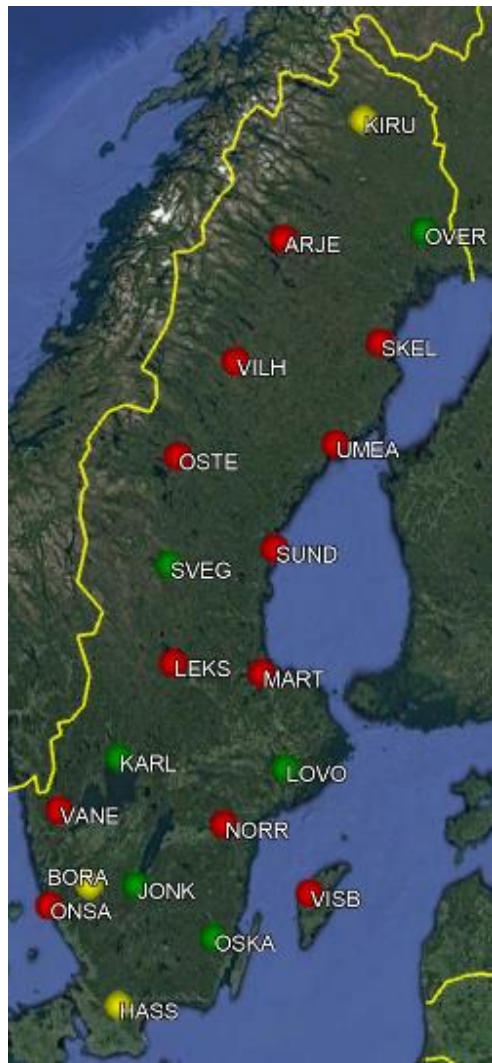 KIRU
ARJE
OVER
SKEL
VILH
UMEA
OSTE
SUND
SVEG
LEKS
MART
KARL
LOVO
VANE
NORR
BORA
JONK
VISB
ONSA
OSKA
HASS